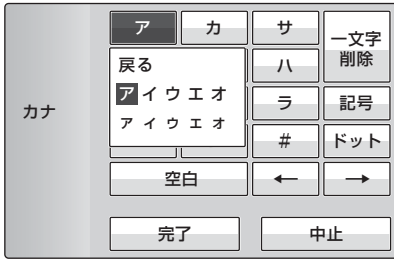 カナ
ア カ サ 一文字削除
戻る
ア イ ウ エ オ
ァ ィ ゥ ェ ォ
ハ
ラ 記号
# ドット
空白 ← →
完了 中止